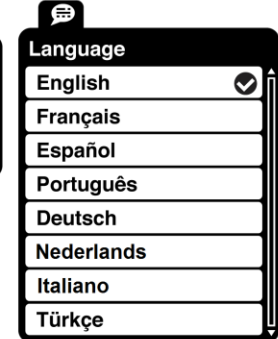 Language
English
Français
Español
Português
Deutsch
Nederlands
Italiano
Türkçe